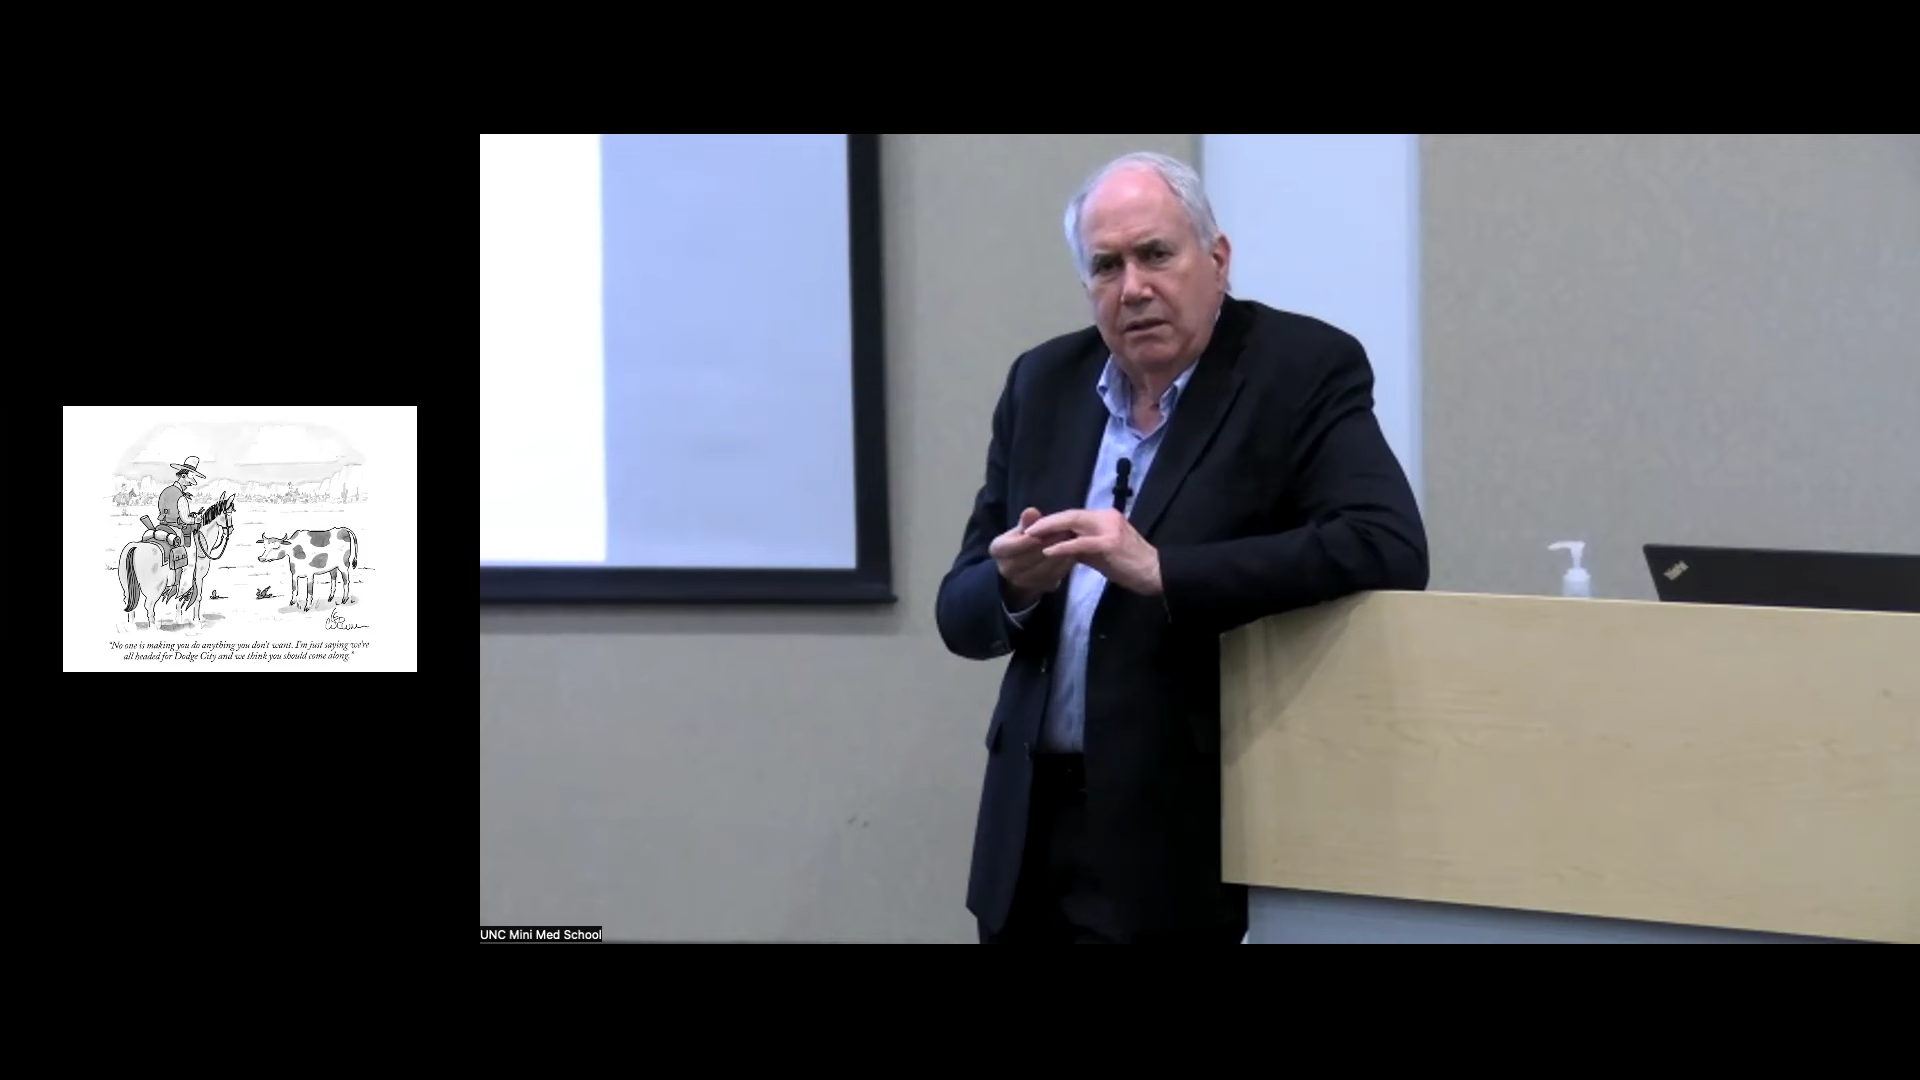 "No one is making you do anything you don't want. I'm just saying we're
all headed for Dodge City and we think you should come along."
UNC Mini Med School